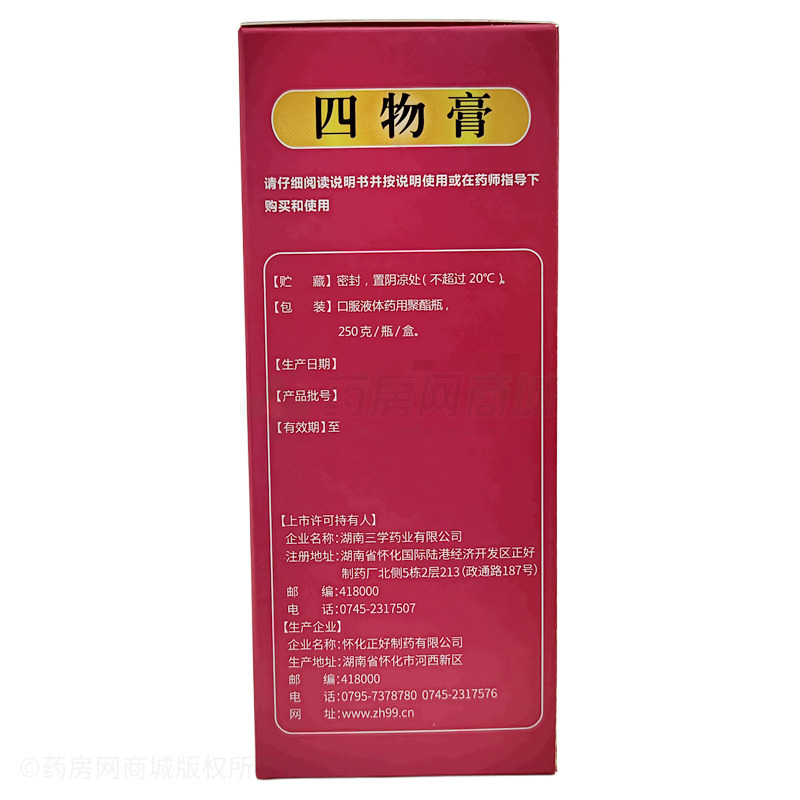 四物膏
请仔细阅读说明书并按说明使用或在药师指导下
购买和使用
【贮 藏】密封，置阴凉处（不超过20℃）。
【包 装】口服液体药用聚酯瓶，
250克/瓶/盒。
【生产日期】
【产品批号】
【有效期】至
药房网商城
【上市许可持有人】
企业名称：湖南三学药业有限公司
注册地址：湖南省怀化国际陆港经济开发区正好
制药厂北侧5栋2层213（政通路187号）
邮 编：418000
电 话：0745-2317507
【生产企业】
企业名称：怀化正好制药有限公司
生产地址：湖南省怀化市河西新区
邮 编：418000
电 话：0795-7378780 0745-2317576
网 址：www.zh99.cn
©药房网商城版权所